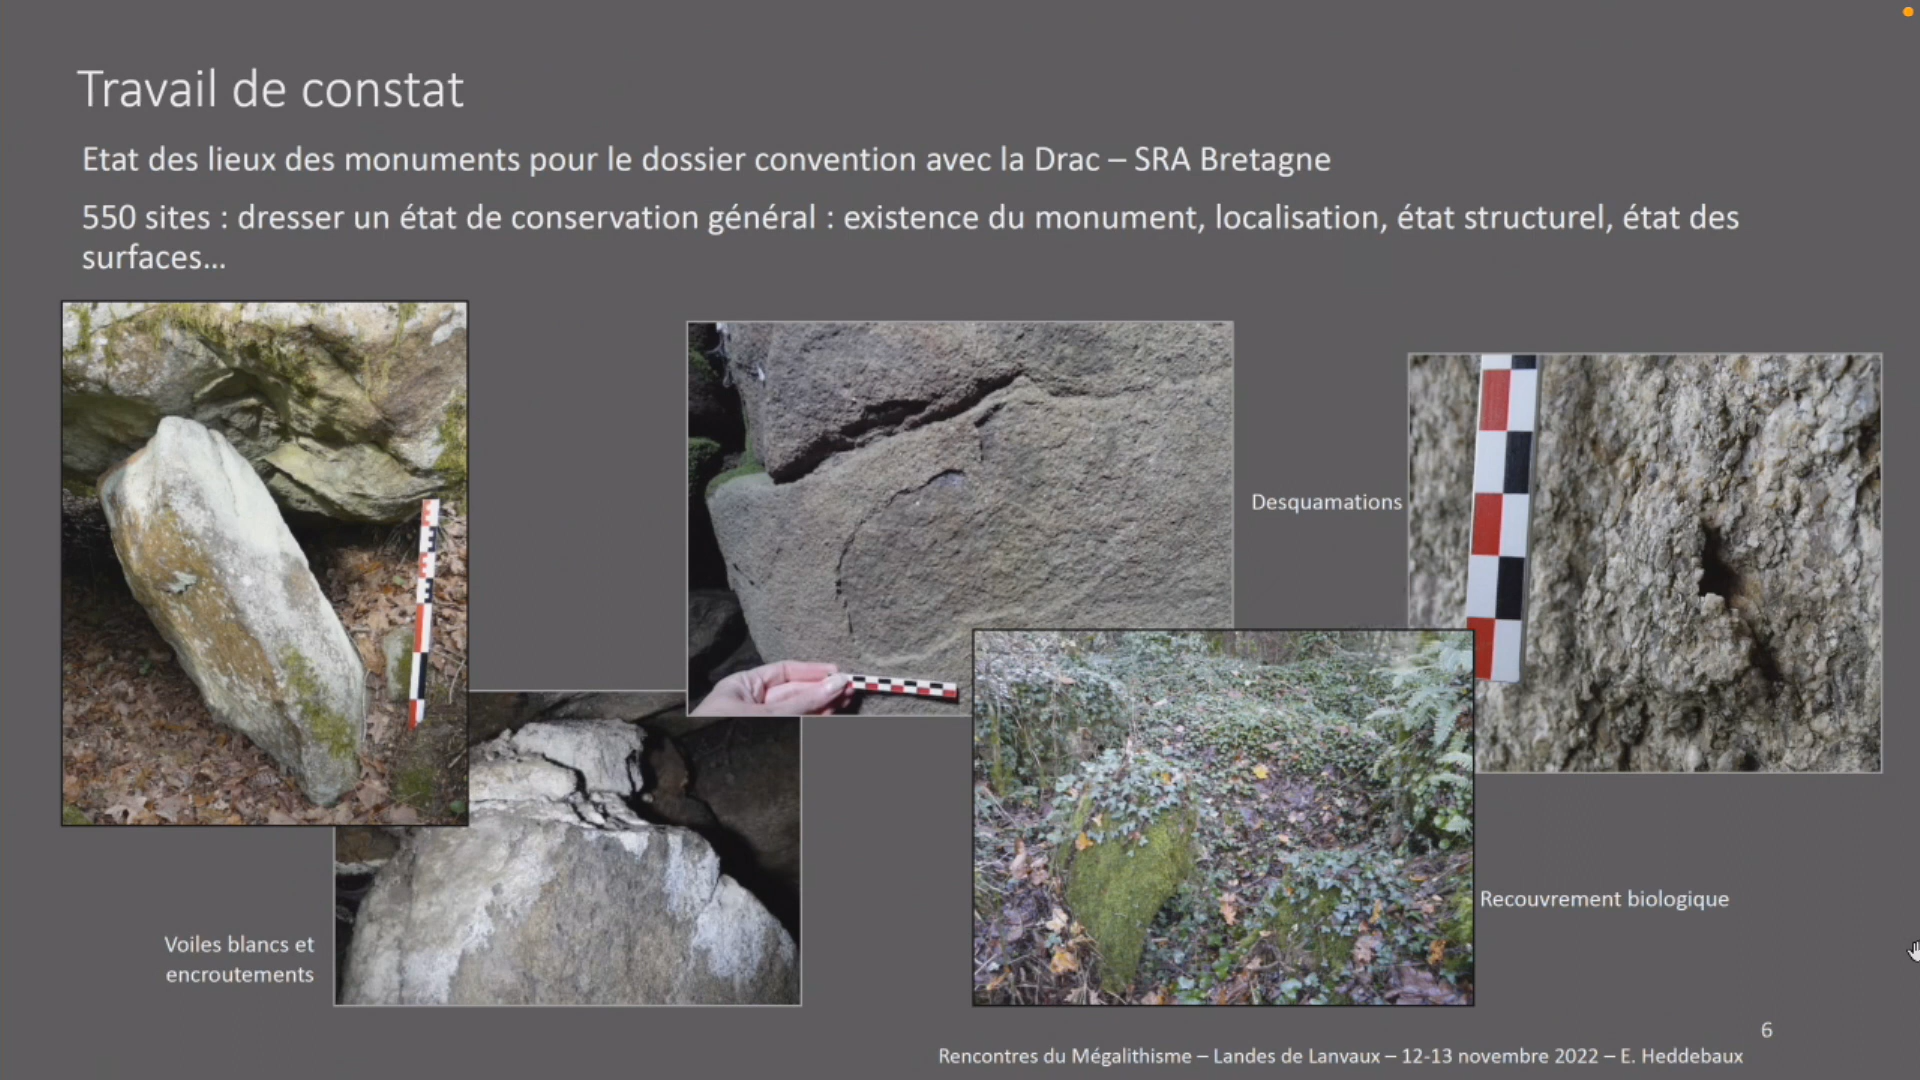 Travail de constat
Etat des lieux des monuments pour le dossier convention avec la Drac – SRA Bretagne
550 sites : dresser un état de conservation général : existence du monument, localisation, état structurel, état des
surfaces…
Desquamations
Recouvrement biologique
Voiles blancs et
encroutements
6
Rencontres du Mégalithisme – Landes de Lanvaux – 12-13 novembre 2022 – E. Heddebaux